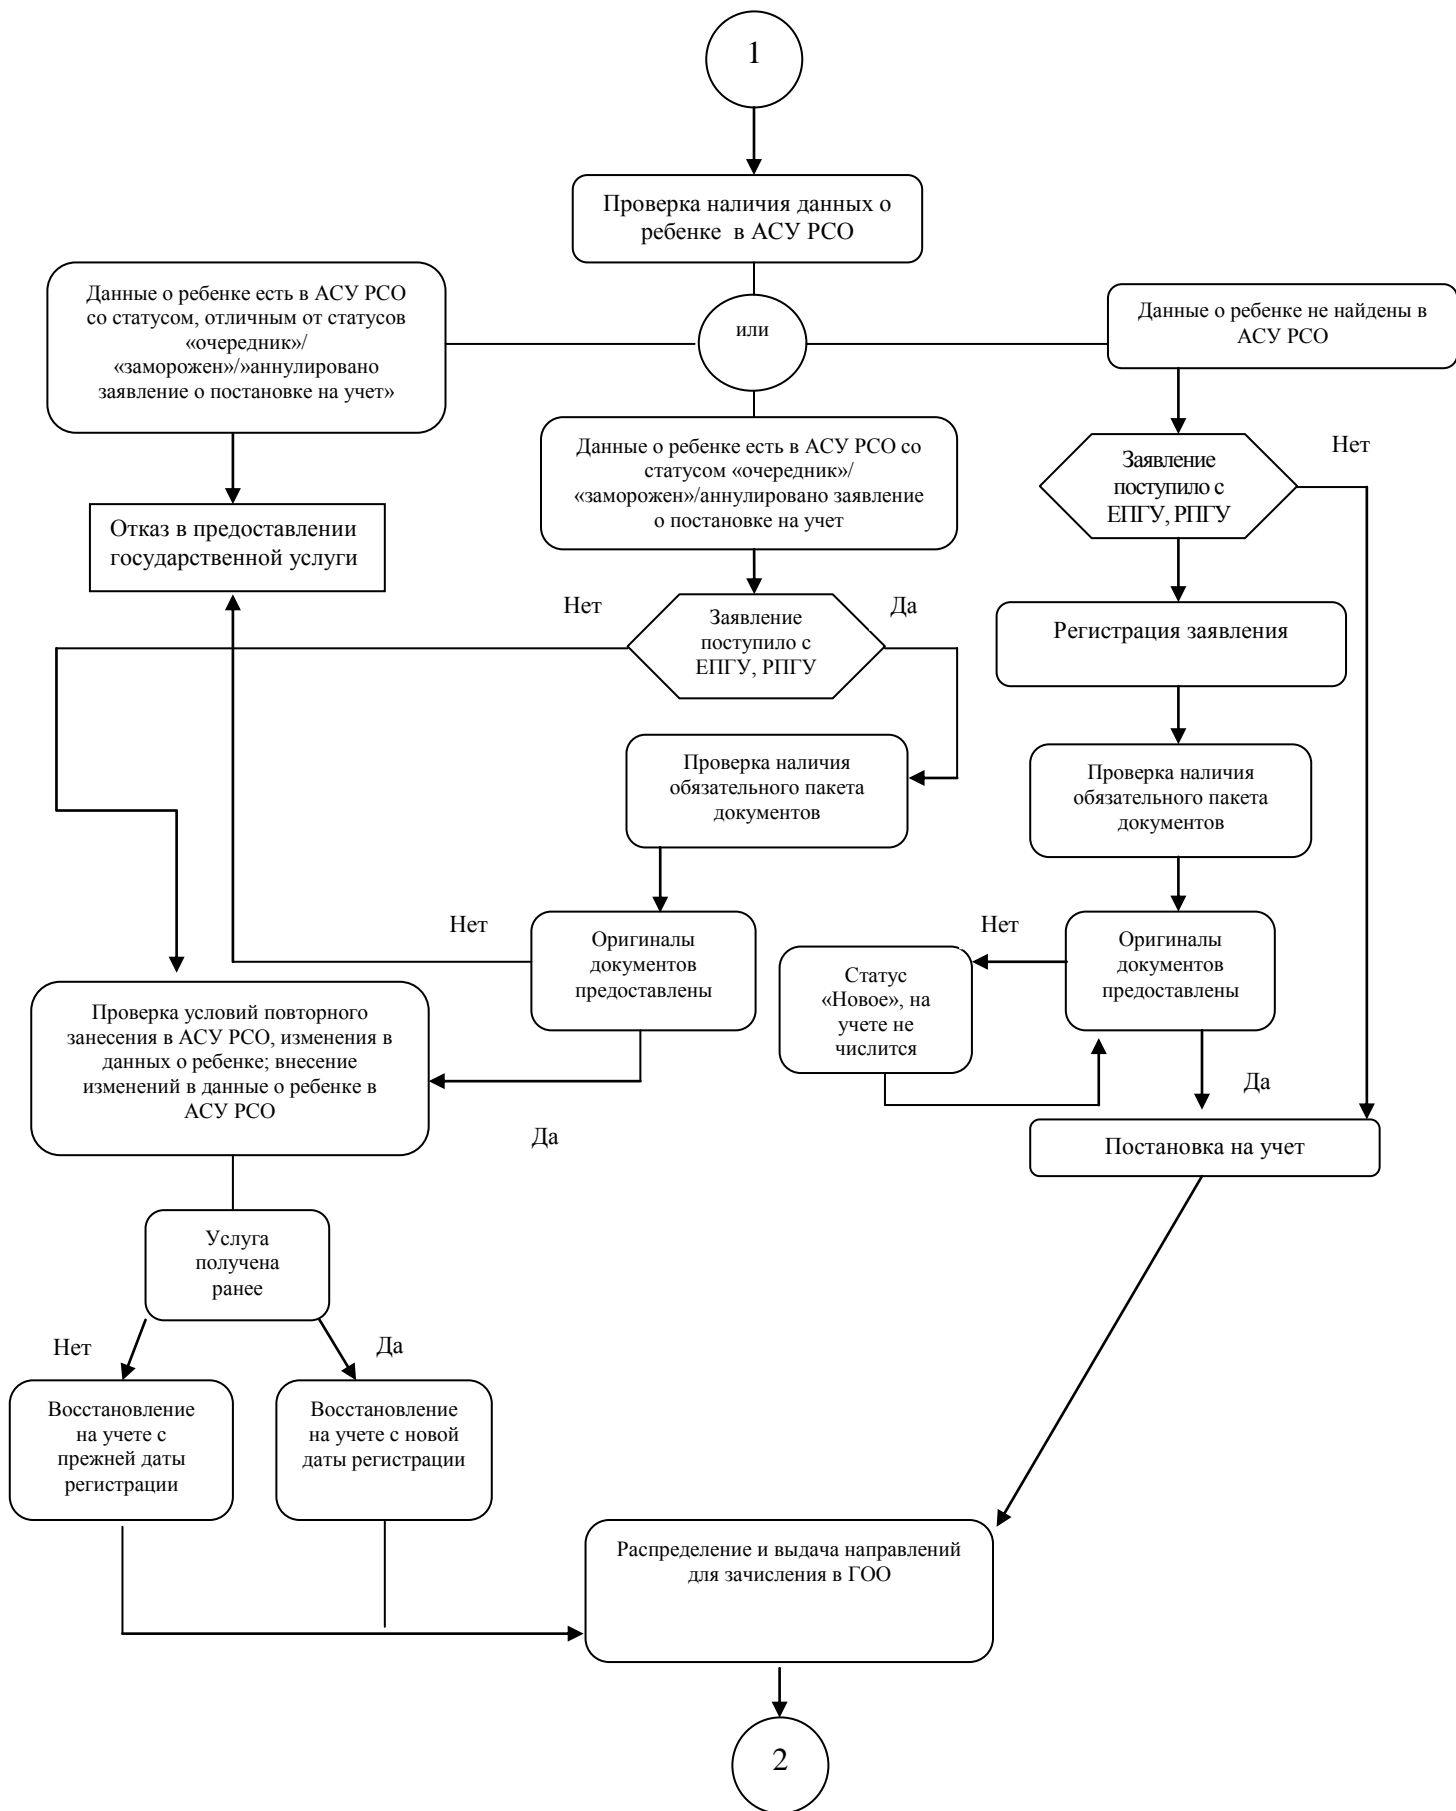 1
Проверка наличия данных о
ребенке в АСУ РСО
Данные о ребенке есть в АСУ РСО
со статусом, отличным от статусов
«очередник»/
«заморожен»/»аннулировано
заявление о постановке на учет»
или
Данные о ребенке не найдены в
АСУ РСО
Данные о ребенке есть в АСУ РСО со
статусом «очередник»/
«заморожен»/аннулировано заявление
о постановке на учет
Заявление
поступило с
ЕПГУ, РПГУ
Нет
Отказ в предоставлении
государственной услуги
Нет
Заявление
поступило с
ЕПГУ, РПГУ
Да
Регистрация заявления
Проверка наличия
обязательного пакета
документов
Проверка наличия
обязательного пакета
документов
Нет
Оригиналы
документов
предоставлены
Статус
«Новое», на
учете не
числится
Нет
Оригиналы
документов
предоставлены
Проверка условий повторного
занесения в АСУ РСО, изменения в
данных о ребенке; внесение
изменений в данные о ребенке в
АСУ РСО
Да
Да
Постановка на учет
Услуга
получена
ранее
Нет
Да
Восстановление
на учете с
прежней даты
регистрации
Восстановление
на учете с новой
даты регистрации
Распределение и выдача направлений
для зачисления в ГОО
2